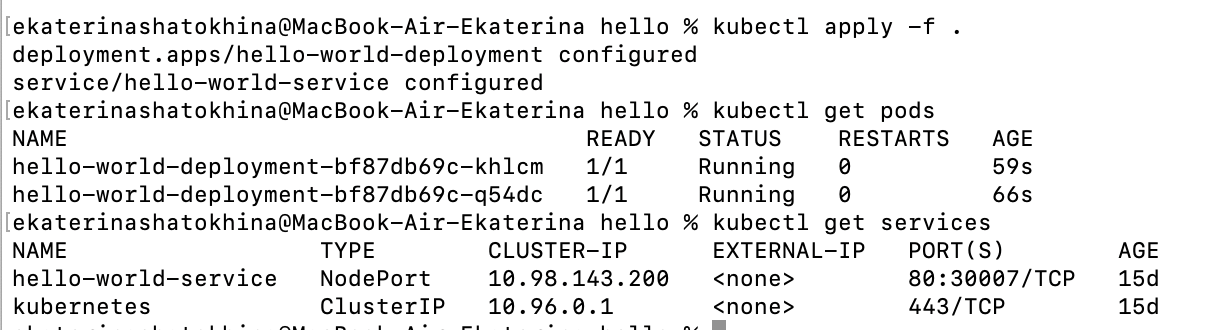 [ekaterinashatokhina@MacBook-Air-Ekaterina hello % kubectl apply -f .
deployment.apps/hello-world-deployment configured
service/hello-world-service configured
[ekaterinashatokhina@MacBook-Air-Ekaterina hello % kubectl get pods
NAME READY STATUS RESTARTS AGE
hello-world-deployment-bf87db69c-khlcm 1/1 Running 0 59s
hello-world-deployment-bf87db69c-q54dc 1/1 Running 0 66s
[ekaterinashatokhina@MacBook-Air-Ekaterina hello % kubectl get services
NAME TYPE CLUSTER-IP EXTERNAL-IP PORT(S) AGE
hello-world-service NodePort 10.98.143.200 <none> 80:30007/TCP 15d
kubernetes ClusterIP 10.96.0.1 <none> 443/TCP 15d
ekaterinashatokhina@MacBook-Air-Ekaterina hello %